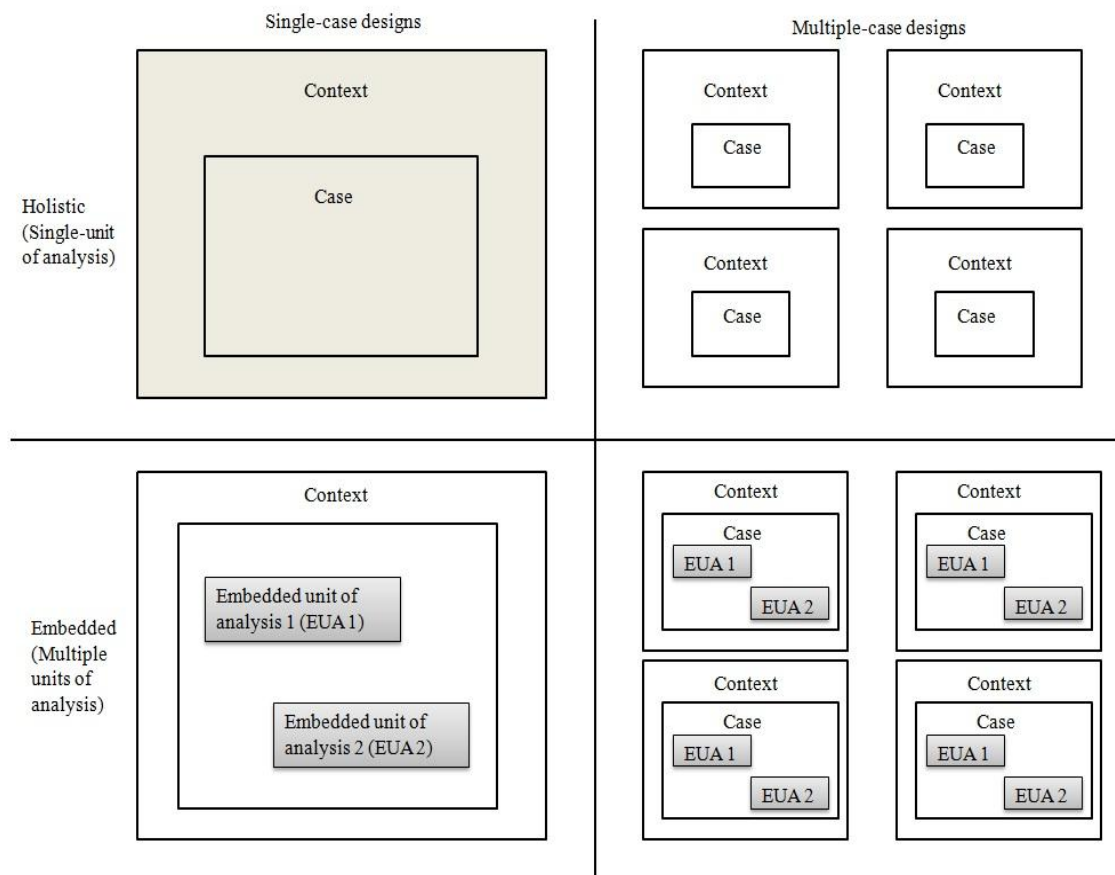 Single-case designs
Multiple-case designs
Context
Case
Context
Case
Context
Case
Holistic
(Single-unit
of analysis)
Context
Case
Context
Case
Context
Embedded unit of
analysis 1 (EUA 1)
Embedded unit of
analysis 2 (EUA 2)
Embedded
(Multiple
units of
analysis)
Context
Case
EUA 1
EUA 2
Context
Case
EUA 1
EUA 2
Context
Case
EUA 1
EUA 2
Context
Case
EUA 1
EUA 2